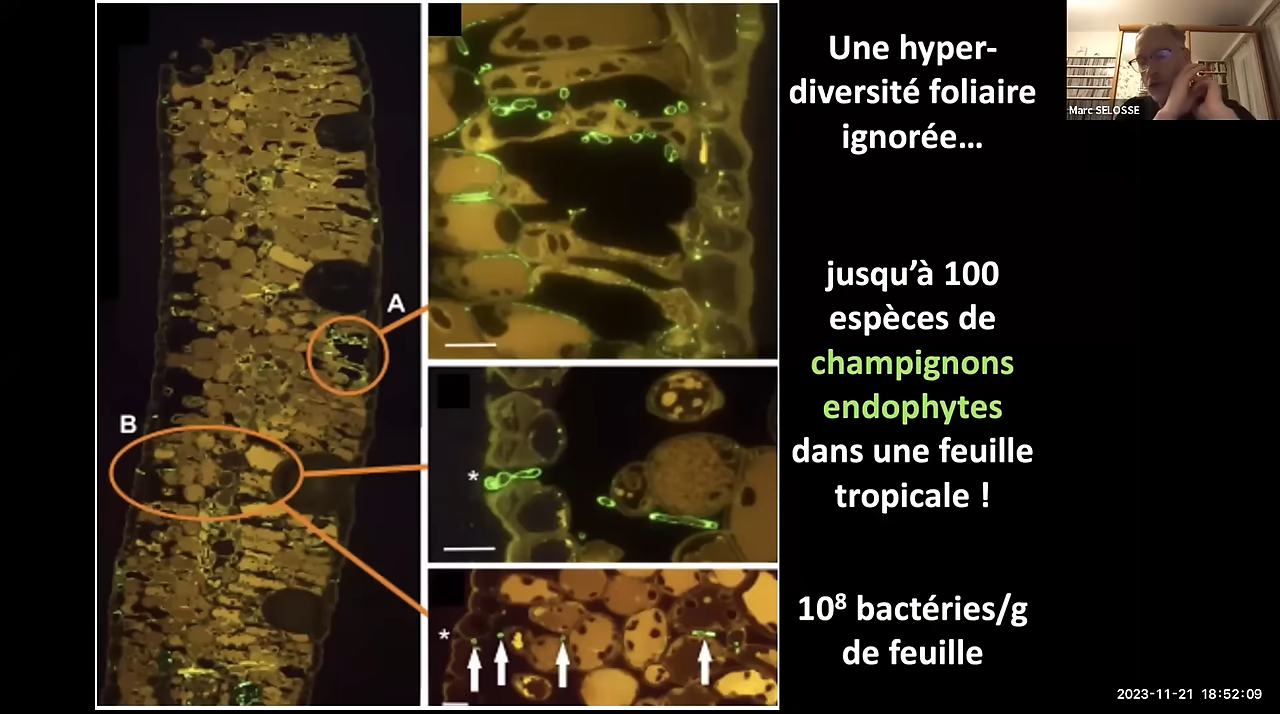 Une hyper-
diversité foliaire
ignorée...
jusqu'à 100
espèces de
champignons
endophytes
dans une feuille
tropicale !
10⁸ bactéries/g
de feuille
A
B
*
*
Marc SELOSSE
2023-11-21 18:52:09